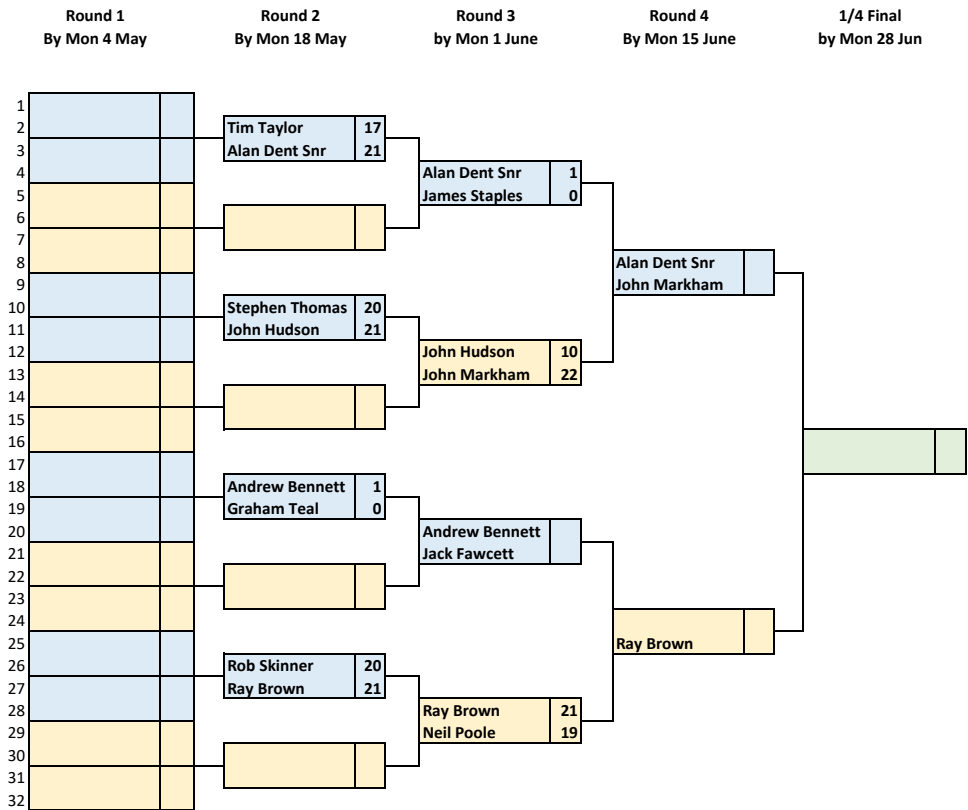 Round 1 Round 2 Round 3 Round 4 1/4 Final
By Mon 4 May By Mon 18 May by Mon 1 June By Mon 15 June by Mon 28 Jun
1
2 Tim Taylor 17
3 Alan Dent Snr 21
4 Alan Dent Snr 1
5 James Staples 0
6
7
8 Alan Dent Snr
9 John Markham
10 Stephen Thomas 20
11 John Hudson 21
12 John Hudson 10
13 John Markham 22
14
15
16
17
18 Andrew Bennett 1
19 Graham Teal 0
20 Andrew Bennett
21 Jack Fawcett
22
23
24
25 Ray Brown
26 Rob Skinner 20
27 Ray Brown 21
28 Ray Brown 21
29 Neil Poole 19
30
31
32